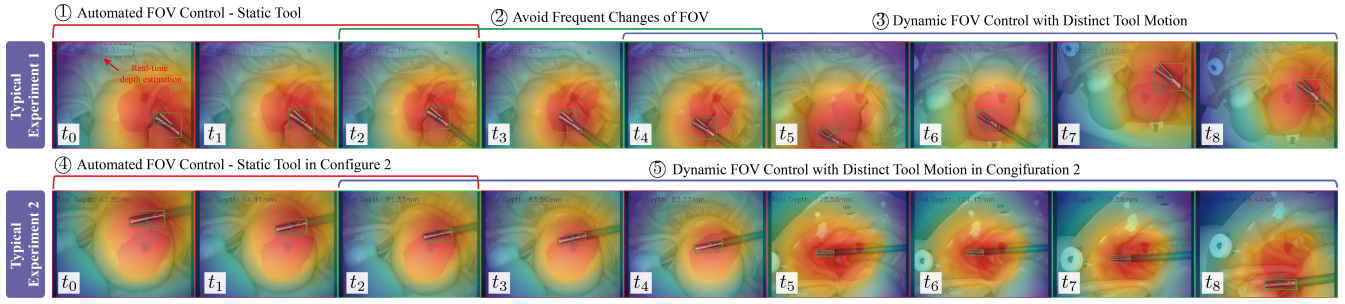 ① Automated FOV Control - Static Tool
② Avoid Frequent Changes of FOV
③ Dynamic FOV Control with Distinct Tool Motion
Typical
Experiment 1
Real-time
depth estimation
t0
t1
t2
t3
t4
t5
t6
t7
t8
④ Automated FOV Control - Static Tool in Configure 2
⑤ Dynamic FOV Control with Distinct Tool Motion in Congifuration 2
Typical
Experiment 2
t0
t1
t2
t3
t4
t5
t6
t7
t8